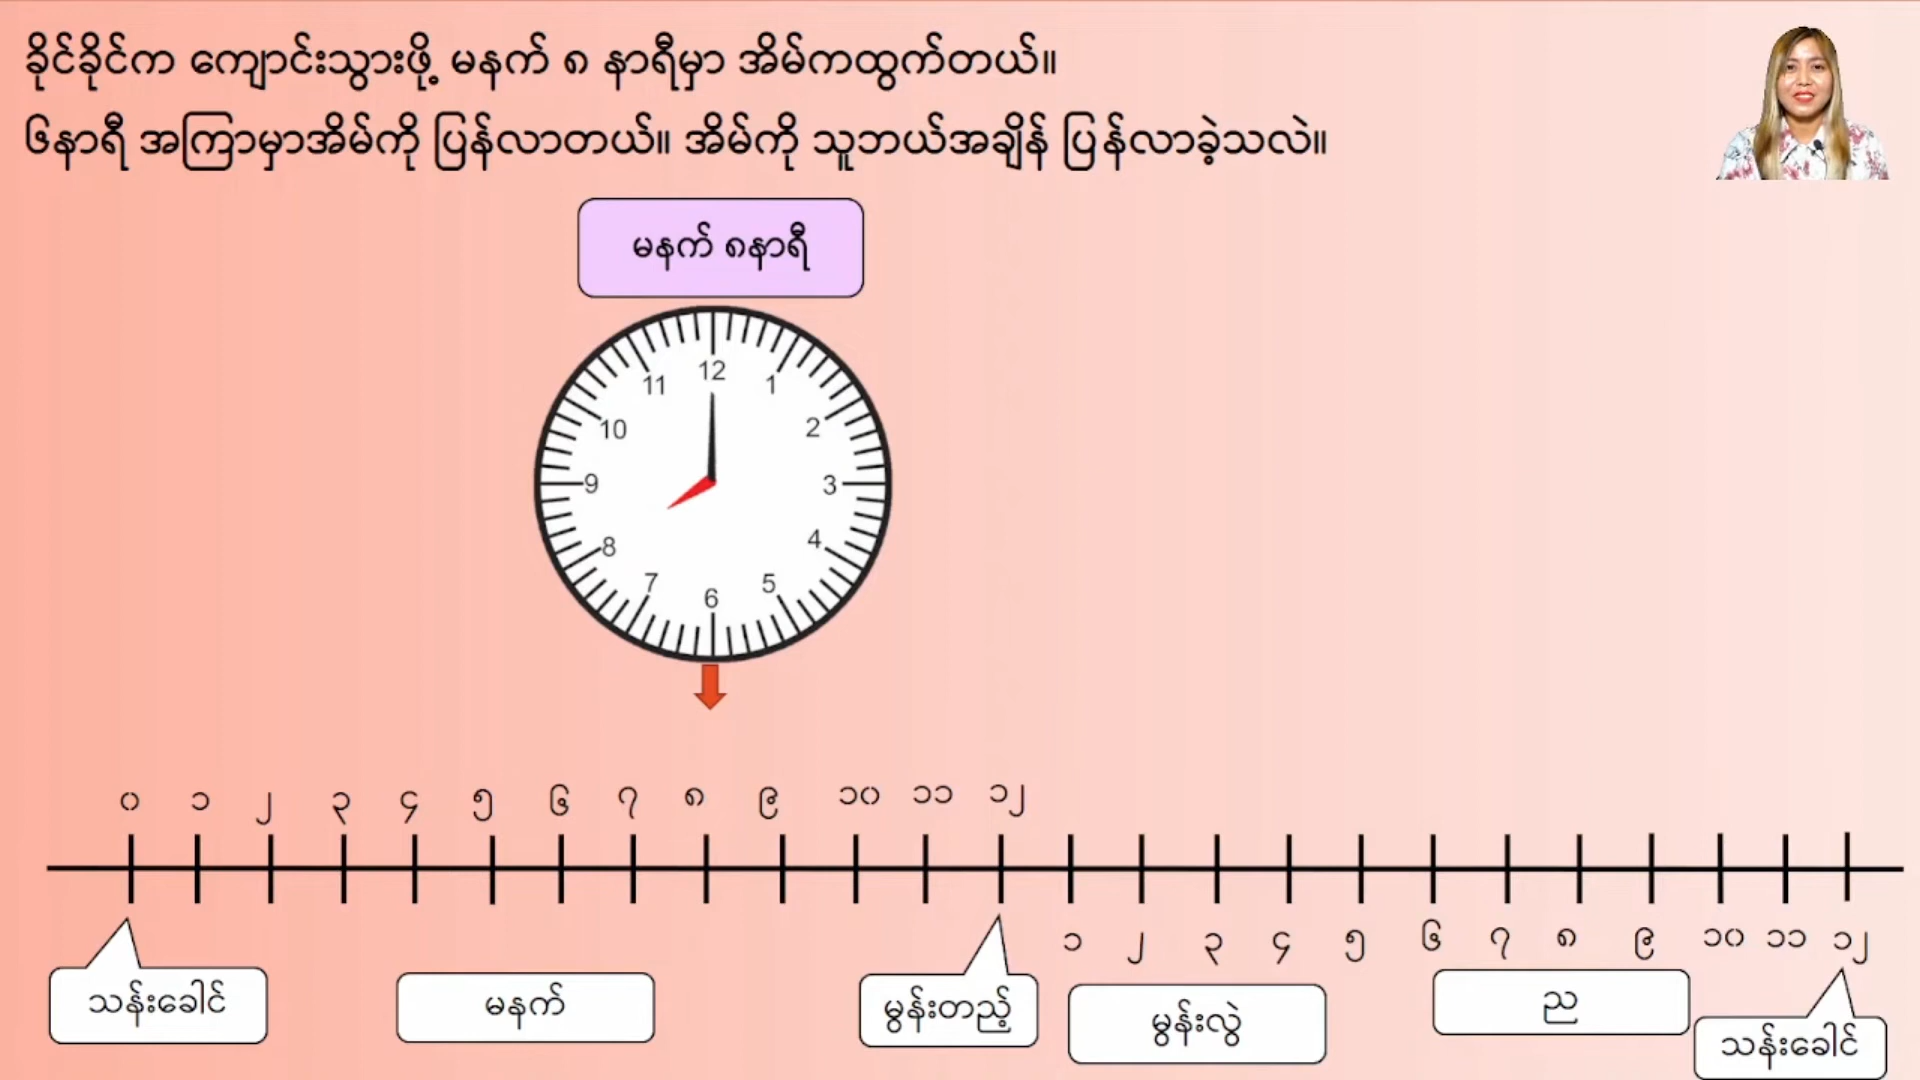 ခိုင်ခိုင်က ကျောင်းသွားဖို့ မနက် ၈ နာရီမှာ အိမ်ကထွက်တယ်။
၆နာရီ အကြာမှာအိမ်ကို ပြန်လာတယ်။ အိမ်ကို သူဘယ်အချိန် ပြန်လာခဲ့သလဲ။
မနက် ၈နာရီ
12
11 1
10 2
9 3
8 4
7 5
6
၀ ၁ ၂ ၃ ၄ ၅ ၆ ၇ ၈ ၉ ၁၀ ၁၁ ၁၂
၁ ၂ ၃ ၄ ၅ ၆ ၇ ၈ ၉ ၁၀ ၁၁ ၁၂
သန်းခေါင် မနက် မွန်းတည့် မွန်းလွဲ ည သန်းခေါင်